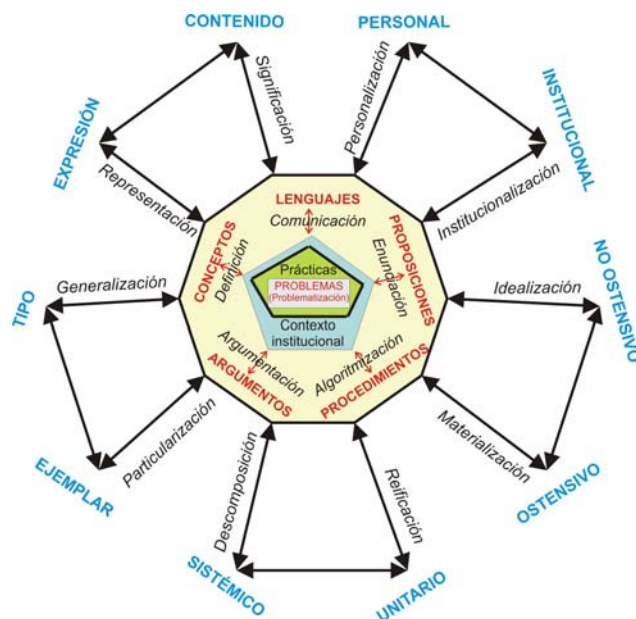 CONTENIDO
PERSONAL
Significación
Personalización
EXPRESIÓN
INSTITUCIONAL
Representación
Institucionalización
LENGUAJES
Comunicación
CONCEPTOS
Definición
PROPOSICIONES
Enundación
Prácticas
PROBLEMAS
(Problematización)
Contexto
institucional
Argumentación
ARGUMENTOS
Algoritmización
PROCEDIMIENTOS
TIPO
Generalización
Idealización
NO OSTENSIVO
EJEMPLAR
Particularización
Materialización
OSTENSIVO
Descomposición
Reificación
SISTÉMICO
UNITARIO